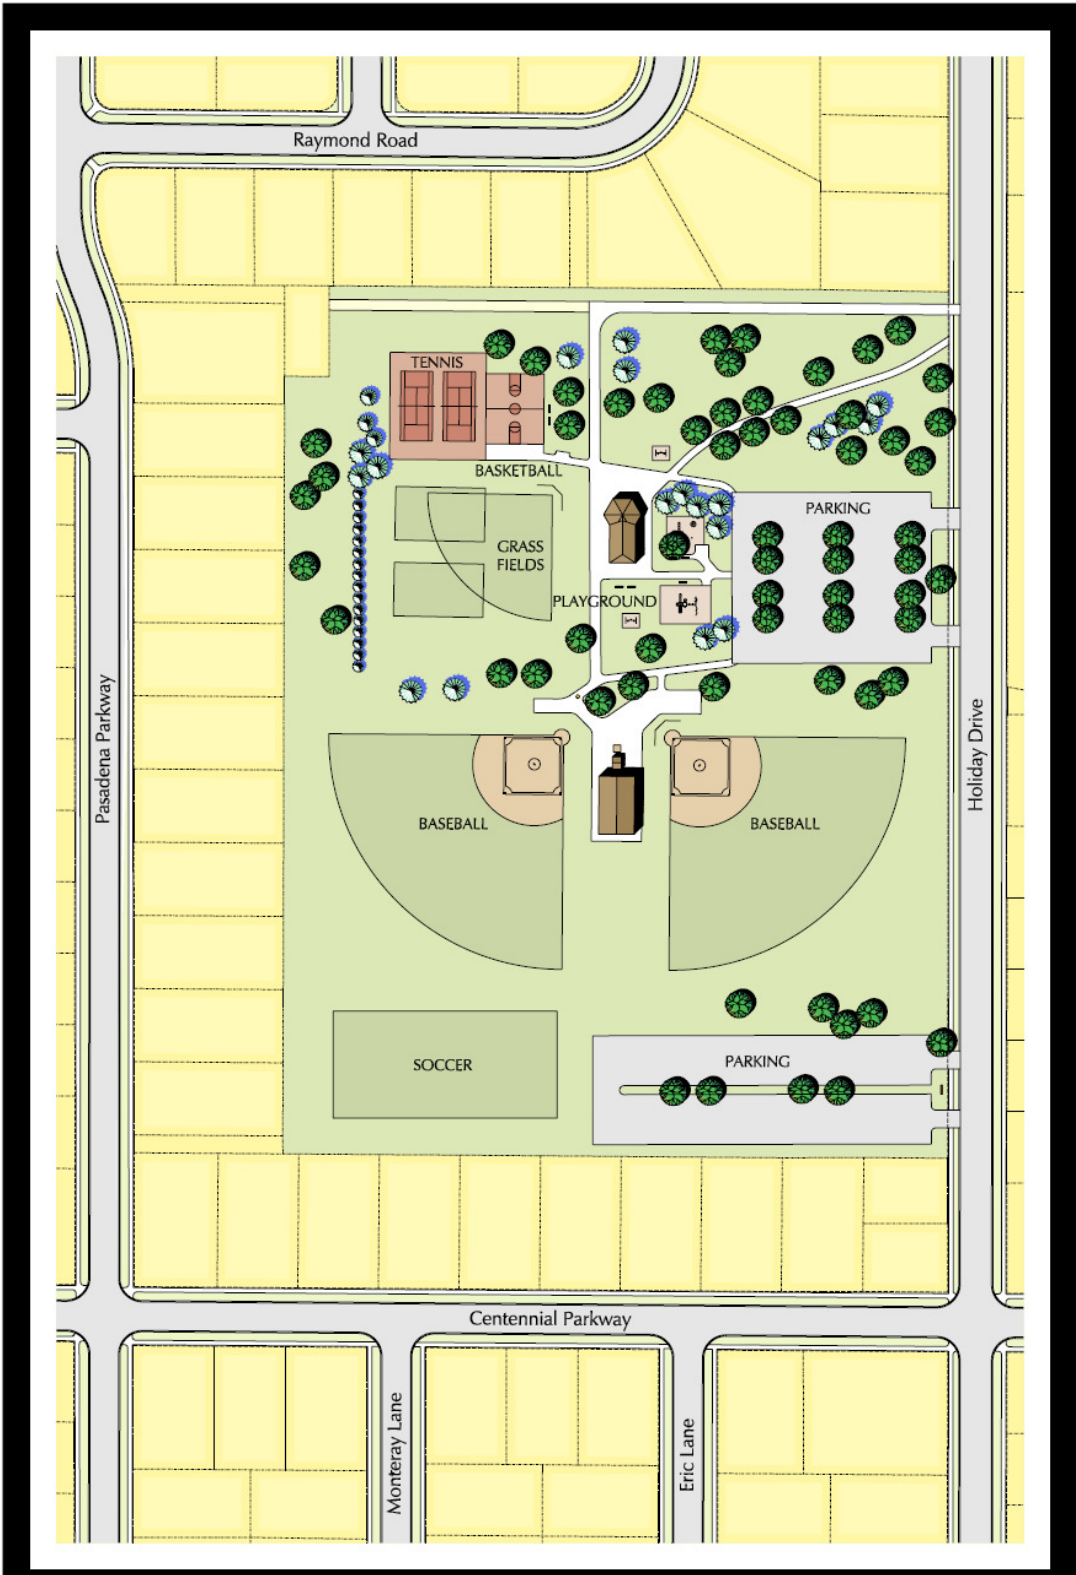 Raymond Road
TENNIS
BASKETBALL
PARKING
GRASS
FIELDS
PLAYGROUND
Pasadena Parkway
Holiday Drive
BASEBALL
BASEBALL
SOCCER
PARKING
Centennial Parkway
Monteray Lane
Eric Lane